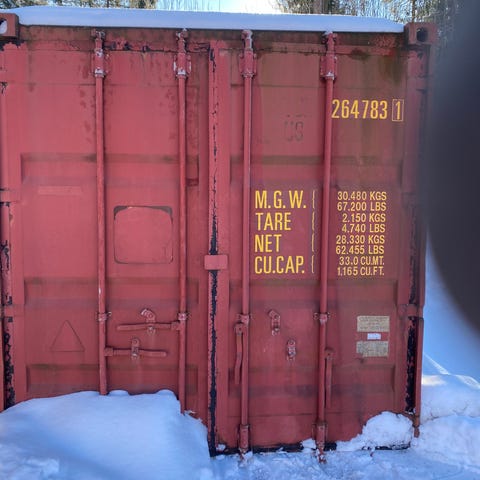 264783 1
M.G.W. 30.480 KGS
67.200 LBS
TARE 2.150 KGS
4.740 LBS
NET 28.330 KGS
62.455 LBS
CU.CAP. 33.0 CU.MT.
1.165 CU.FT.